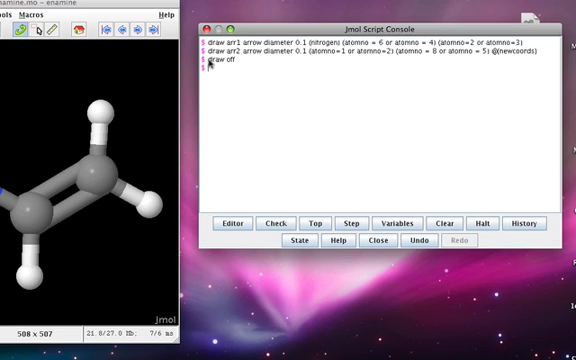 enamine.mo - enamine
ols Macros Help
Jmol
508 x 507 21.8/27.0 Mb; 7/6 ms
Jmol Script Console
$ draw arr1 arrow diameter 0.1 (nitrogen) (atomno = 6 or atomno = 4) (atomno=2 or atomno=3)
$ draw arr2 arrow diameter 0.1 (atomno=1 or atomno=2) (atomno = 8 or atomno = 5) @{newcoords}
$ draw off
$
Editor Check Top Step Variables Clear Halt History
State Help Close Undo Redo